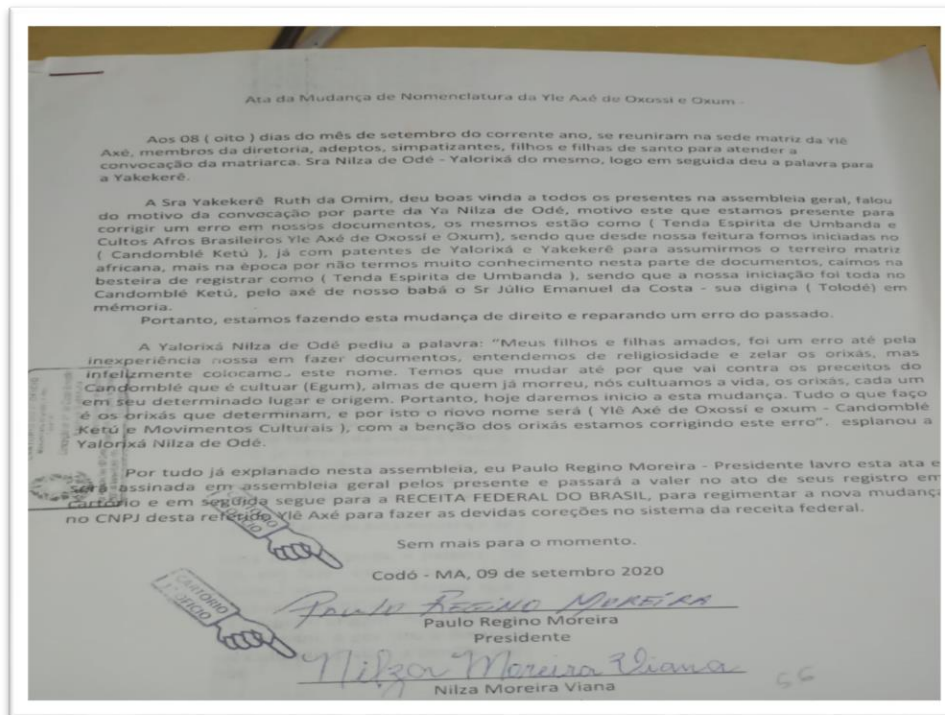 Ata da Mudança de Nomenclatura da Yle Axé de Oxossi e Oxum -
Aos 08 ( oito ) dias do mês de setembro do corrente ano, se reuniram na sede matriz da Ylê
Axé, membros da diretoria, adeptos, simpatizantes, filhos e filhas de santo para atender a
convocação da matriarca. Sra Nilza de Odé - Yalorixá do mesmo, logo em seguida deu a palavra para
a Yakekerê.
A Sra Yakekerê Ruth da Omim, deu boas vinda a todos os presentes na assembleia geral, falou
do motivo da convocação por parte da Ya Nilza de Odé, motivo este que estamos presente para
corrigir um erro em nossos documentos, os mesmos estão como ( Tenda Espirita de Umbanda e
Cultos Afros Brasileiros Yle Axé de Oxossi e Oxum), sendo que desde nossa feitura fomos iniciadas no
( Candomblé Ketú ), já com patentes de Yalorixá e Yakekerê para assumirmos o terreiro matriz
africana, mais na época por não termos muito conhecimento nesta parte de documentos, caimos na
besteira de registrar como ( Tenda Espirita de Umbanda ), sendo que a nossa iniciação foi toda no
Candomblé Ketú, pelo axé de nosso babá o Sr Júlio Emanuel da Costa - sua digina ( Tolodé) em
mémoria.
Portanto, estamos fazendo esta mudança de direito e reparando um erro do passado.
A Yalorixá Nilza de Odé pediu a palavra: “Meus filhos e filhas amados, foi um erro até pela
inexperiência nossa em fazer documentos, entendemos de religiosidade e zelar os orixás, mas
infelizmente colocamo. este nome. Temos que mudar até por que vai contra os preceitos do
Candomblé que é cultuar (Egum), almas de quem já morreu, nós cultuamos a vida, os orixás, cada um
em seu determinado lugar e origem. Portanto, hoje daremos inicio a esta mudança. Tudo o que faço
é os orixás que determinam, e por isto o novo nome será ( Ylê Axé de Oxossi e oxum - Candomblé
Ketú e Movimentos Culturais ), com a benção dos orixás estamos corrigindo este erro”. esplanou a
Yalorixá Nilza de Odé.
Por tudo já explanado nesta assembleia, eu Paulo Regino Moreira - Presidente lavro esta ata e
será assinada em assembleia geral pelos presente e passará a valer no ato de seus registro em
cartório e em seguida segue para a RECEITA FEDERAL DO BRASIL, para regimentar a nova mudança
no CNPJ desta referido Ylê Axé para fazer as devidas coreções no sistema da receita federal.
Sem mais para o momento.
Codó - MA, 09 de setembro 2020
CARTÓRIO
OFICIO
Paulo Regino Moreira
Paulo Regino Moreira
Presidente
CARTÓRIO
OFICIO
Nilza Moreira Viana
Nilza Moreira Viana
56